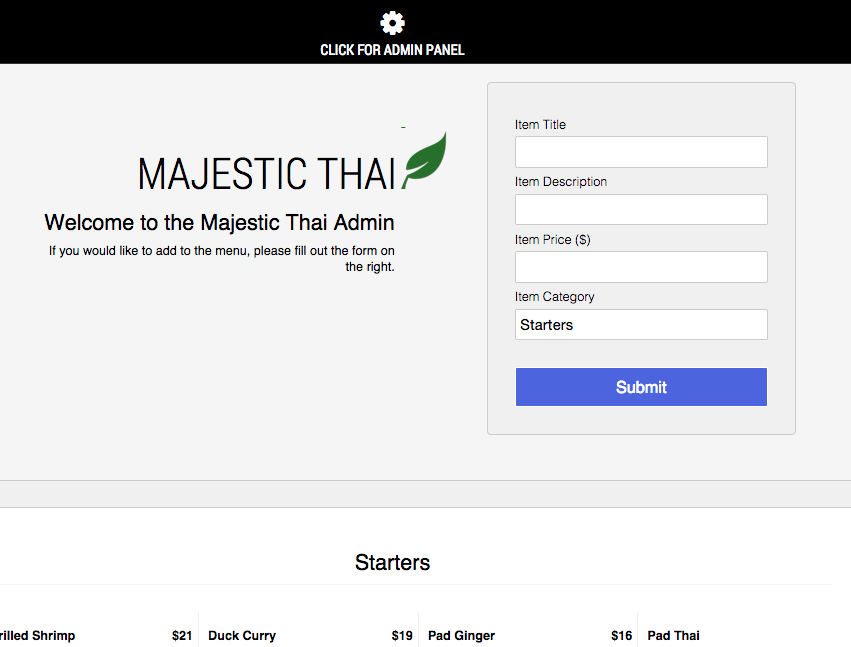 CLICK FOR ADMIN PANEL
MAJESTIC THAI
Welcome to the Majestic Thai Admin
If you would like to add to the menu, please fill out the form on
the right.
Item Title
Item Description
Item Price ($)
Item Category
Starters
Submit
Starters
rilled Shrimp $21 Duck Curry $19 Pad Ginger $16 Pad Thai